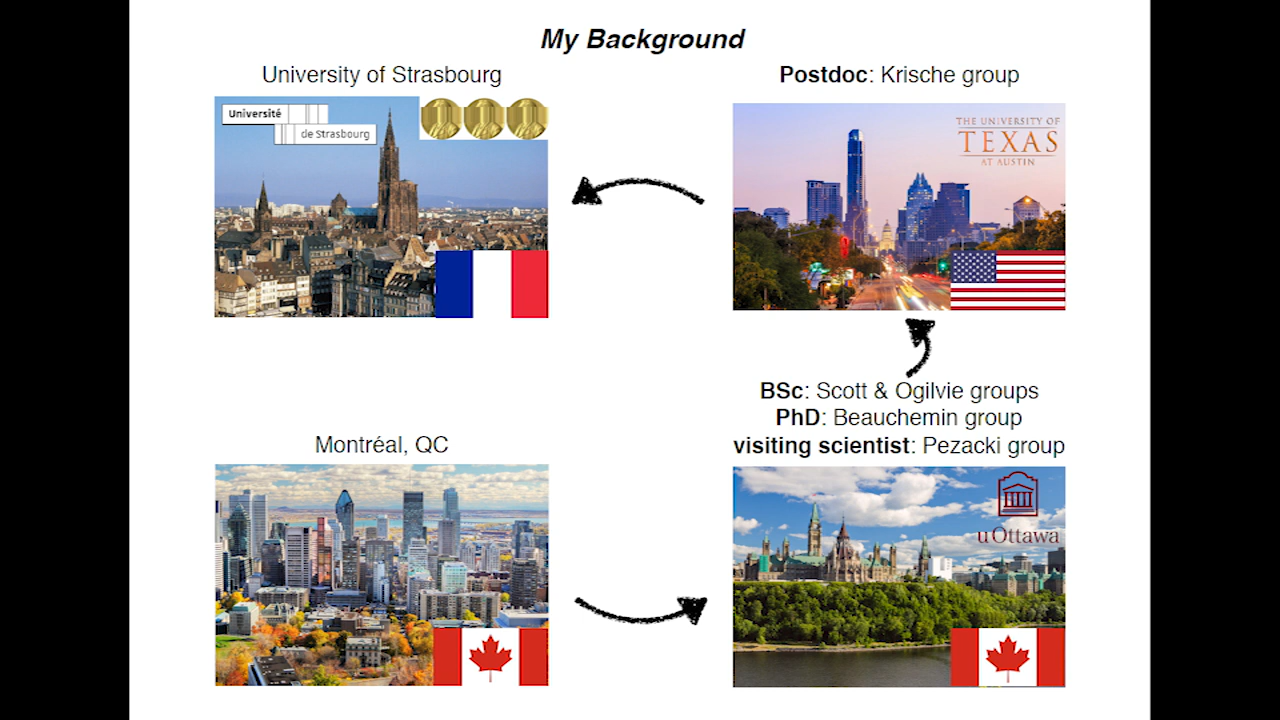 My Background
University of Strasbourg
Université
de Strasbourg
Postdoc: Krische group
THE UNIVERSITY OF
TEXAS
AT AUSTIN
BSc: Scott & Ogilvie groups
PhD: Beauchemin group
visiting scientist: Pezacki group
Montréal, QC
uOttawa